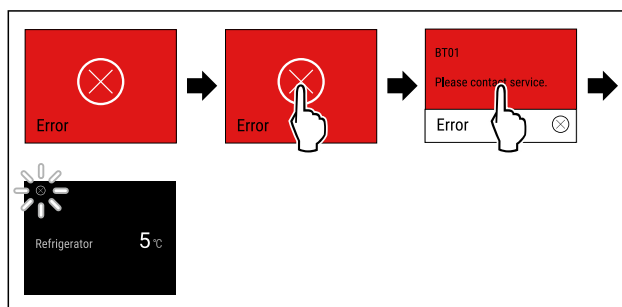 Error
Error
BT01
Please contact service.
Error
Refrigerator 5 °C